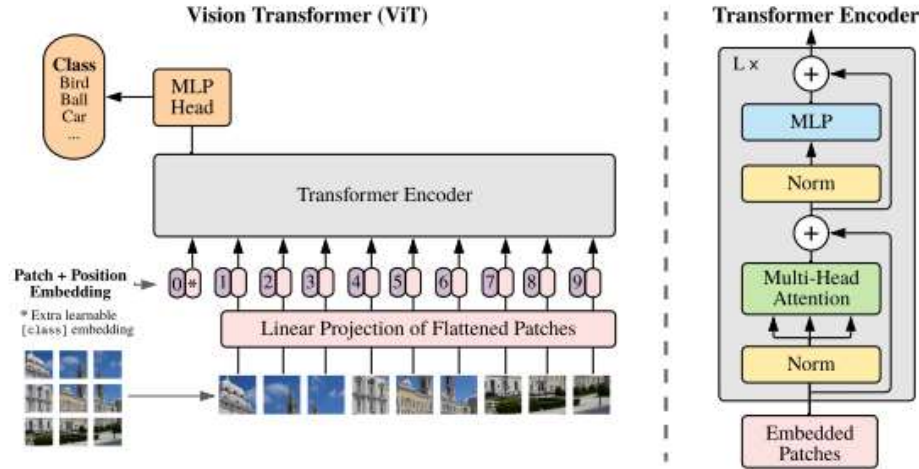 Vision Transformer (ViT)
Class
Bird
Ball
Car
...
MLP
Head
Transformer Encoder
Patch + Position
Embedding
0 * 1 2 3 4 5 6 7 8 9
* Extra learnable
[class] embedding
Linear Projection of Flattened Patches
Transformer Encoder
L ×
+
MLP
Norm
+
Multi-Head
Attention
Norm
Embedded
Patches